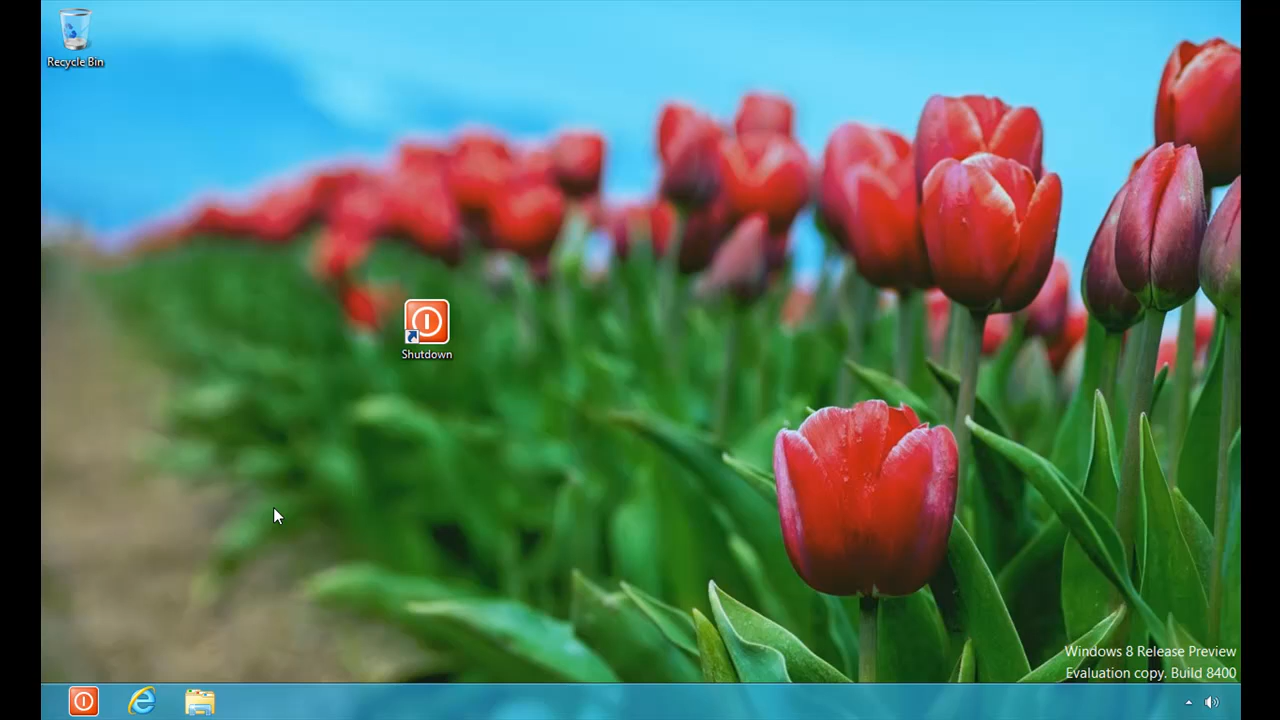 Recycle Bin
Shutdown
Windows 8 Release Preview
Evaluation copy. Build 8400